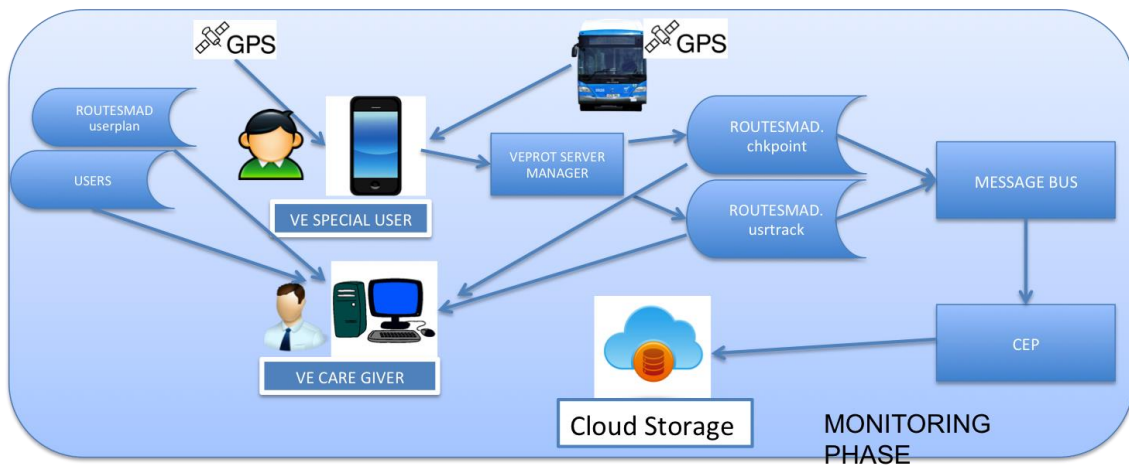 GPS
GPS
ROUTESMAD
userplan
USERS
VE SPECIAL USER
VEPROT SERVER
MANAGER
ROUTESMAD.
chkpoint
ROUTESMAD.
usrtrack
MESSAGE BUS
VE CARE GIVER
CEP
Cloud Storage
MONITORING
PHASE